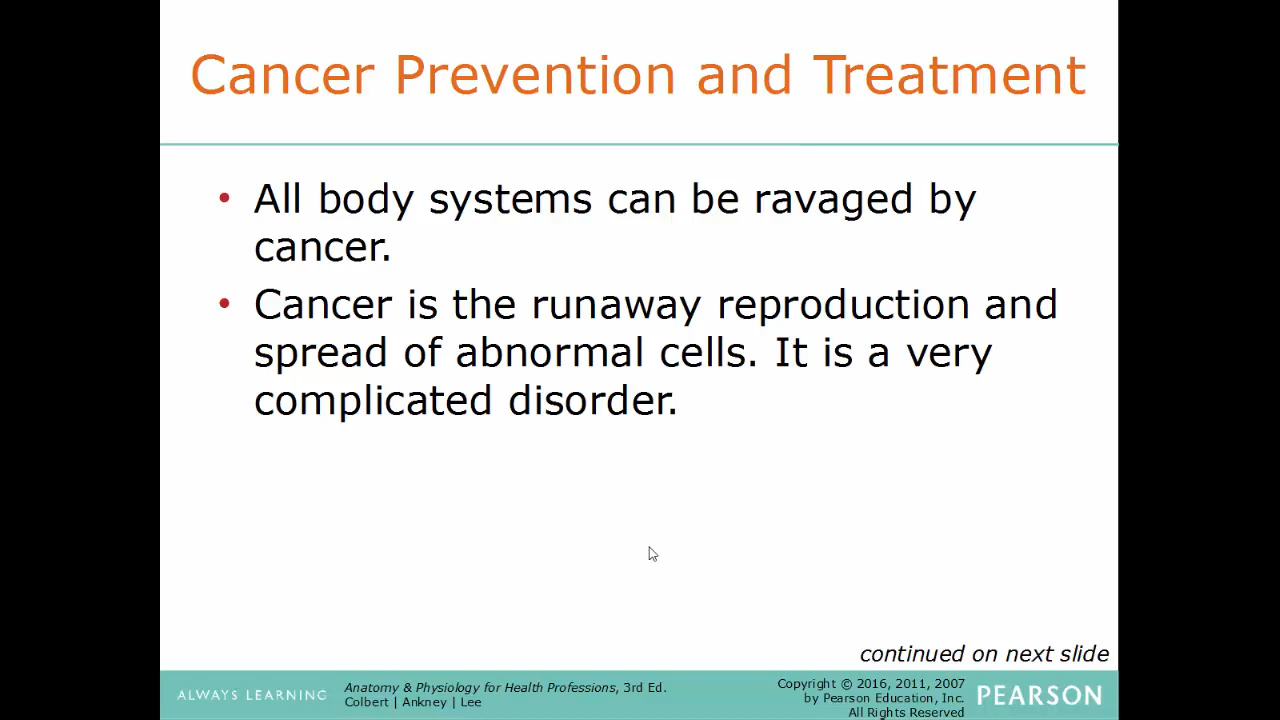 Cancer Prevention and Treatment
• All body systems can be ravaged by
cancer.
• Cancer is the runaway reproduction and
spread of abnormal cells. It is a very
complicated disorder.
continued on next slide
ALWAYS LEARNING
Anatomy & Physiology for Health Professions, 3rd Ed.
Colbert | Ankney | Lee
Copyright © 2016, 2011, 2007
by Pearson Education, Inc.
All Rights Reserved
PEARSON